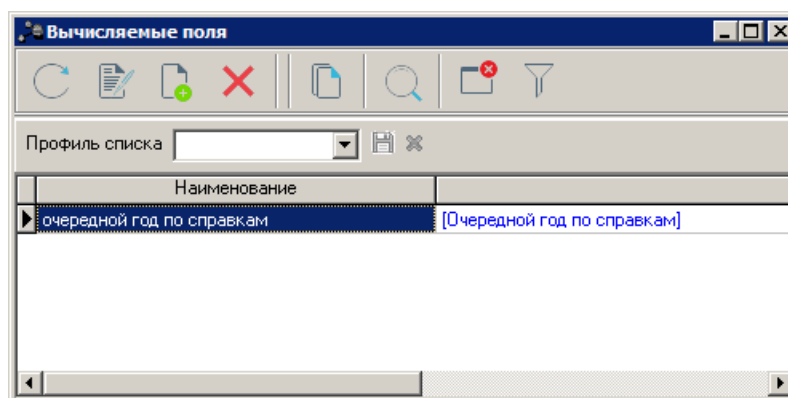 Вычисляемые поля
Профиль списка
Наименование
очередной год по справкам [Очередной год по справкам]